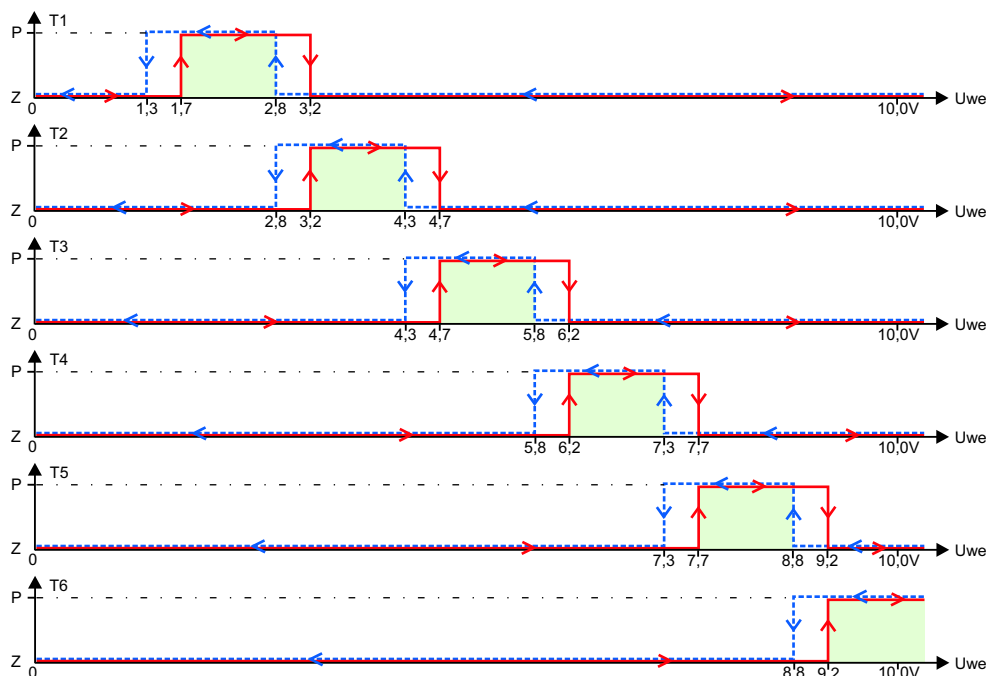 T1
P
Z
0
1,3
1,7
2,8
3,2
10,0V
Uwe
T2
P
Z
0
2,8
3,2
4,3
4,7
10,0V
Uwe
T3
P
Z
0
4,3
4,7
5,8
6,2
10,0V
Uwe
T4
P
Z
0
5,8
6,2
7,3
7,7
10,0V
Uwe
T5
P
Z
0
7,3
7,7
8,8
9,2
10,0V
Uwe
T6
P
Z
0
8,8
9,2
10,0V
Uwe